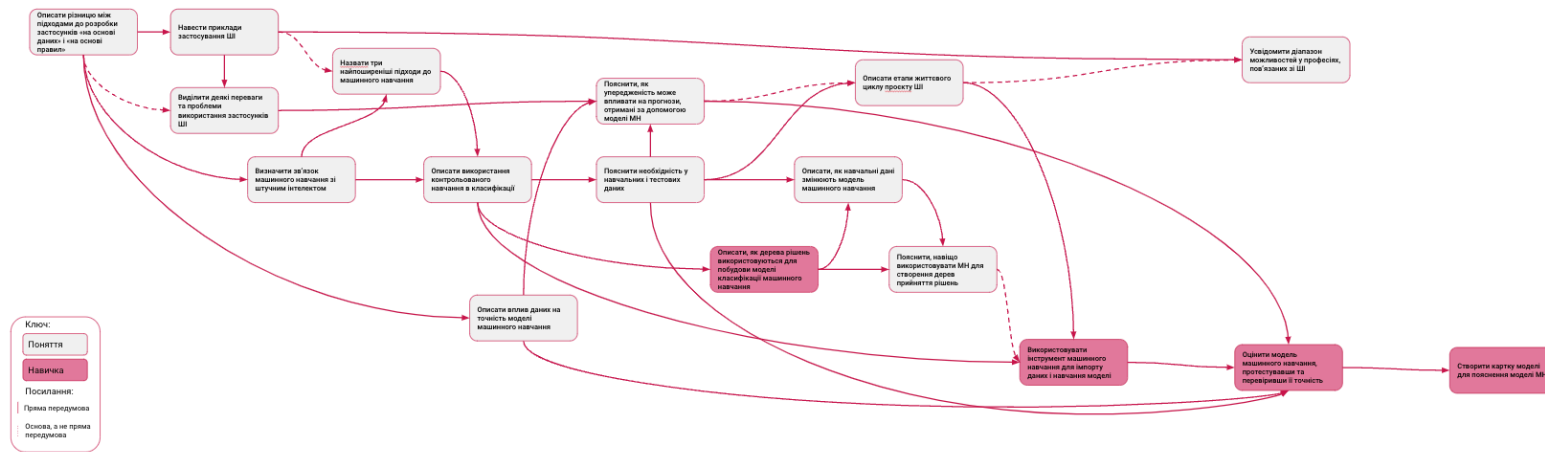 Описати різницю між
підходами до розробки
застосунків «на основі
даних» і «на основі
правил»
Навести приклади
застосування ШІ
Назвати три
найпоширеніші підходи до
машинного навчання
Виділити деякі переваги
та проблеми
використання застосунків
ШІ
Пояснити, як
упередженість може
впливати на прогнози,
отримані за допомогою
моделі МН
Описати етапи життєвого
циклу проєкту ШІ
Усвідомити діапазон
можливостей у професіях,
пов'язаних зі ШІ
Визначити зв'язок
машинного навчання зі
штучним інтелектом
Описати використання
контрольованого
навчання в класифікації
Пояснити необхідність у
навчальних і тестових
даних
Описати, як навчальні дані
змінюють модель
машинного навчання
Описати, як дерева рішень
використовуються для
побудови моделі
класифікації машинного
навчання
Пояснити, навіщо
використовувати МН для
створення дерев
прийняття рішень
Описати вплив даних на
точність моделі
машинного навчання
Використовувати
інструмент машинного
навчання для імпорту
даних і навчання моделі
Оцінити модель
машинного навчання,
протестувавши та
перевіривши її точність
Створити картку моделі
для пояснення моделі МН
Ключ:
Поняття
Навичка
Посилання:
Пряма передумова
Основа, а не пряма
передумова